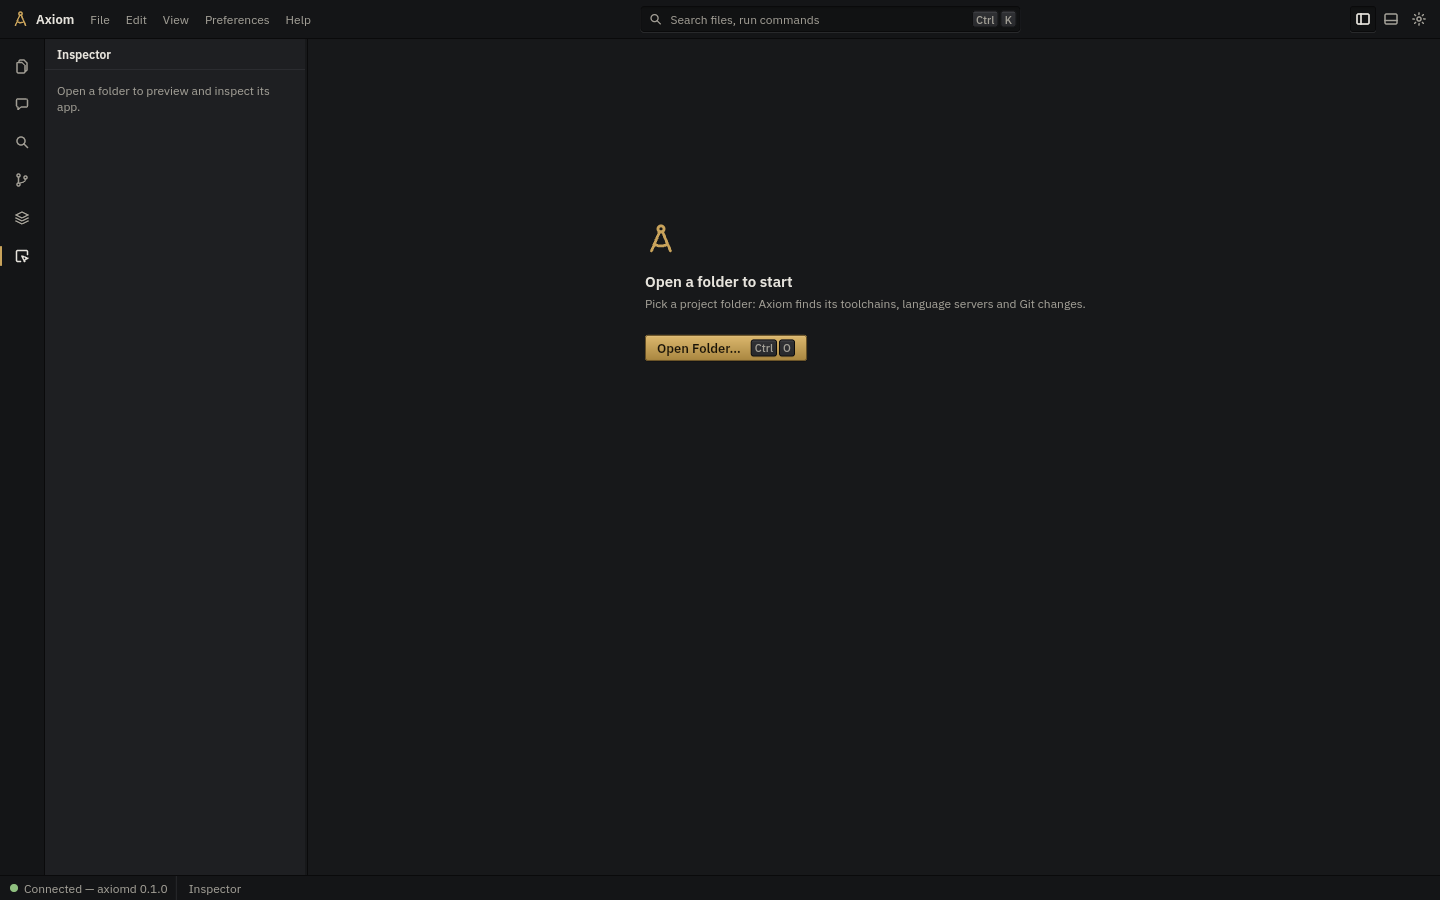 Axiom File Edit View Preferences Help
Search files, run commands Ctrl K
Inspector
Open a folder to preview and inspect its
app.
Open a folder to start
Pick a project folder: Axiom finds its toolchains, language servers and Git changes.
Open Folder... Ctrl O
Connected — axiomd 0.1.0 Inspector